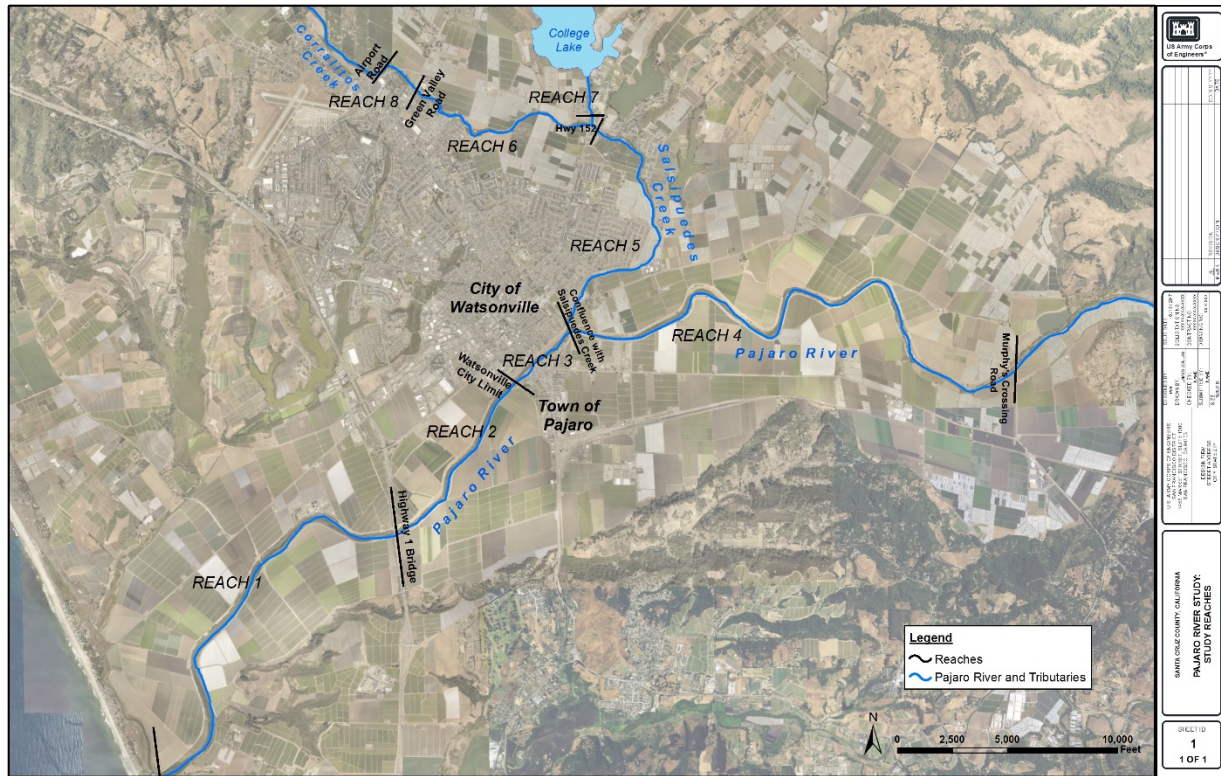 Corralitos
Creek
Airport
Road
REACH 8
Green Valley
Road
College
Lake
REACH 7
Hwy 152
REACH 6
Salsipuedes
Creek
REACH 5
City of
Watsonville
Confluence with
Salsipuedes Creek
REACH 4
Pajaro River
Murphy's Crossing
Road
REACH 3
Watsonville
City Limit
Town of
Pajaro
REACH 2
Pajaro River
Highway 1 Bridge
REACH 1
Legend
Reaches
Pajaro River and Tributaries
N
0 2,500 5,000 10,000
Feet
US Army Corps
of Engineers®
SANTA CRUZ COUNTY, CALIFORNIA
PAJARO RIVER STUDY:
STUDY REACHES
SHEET ID
1
1 OF 1